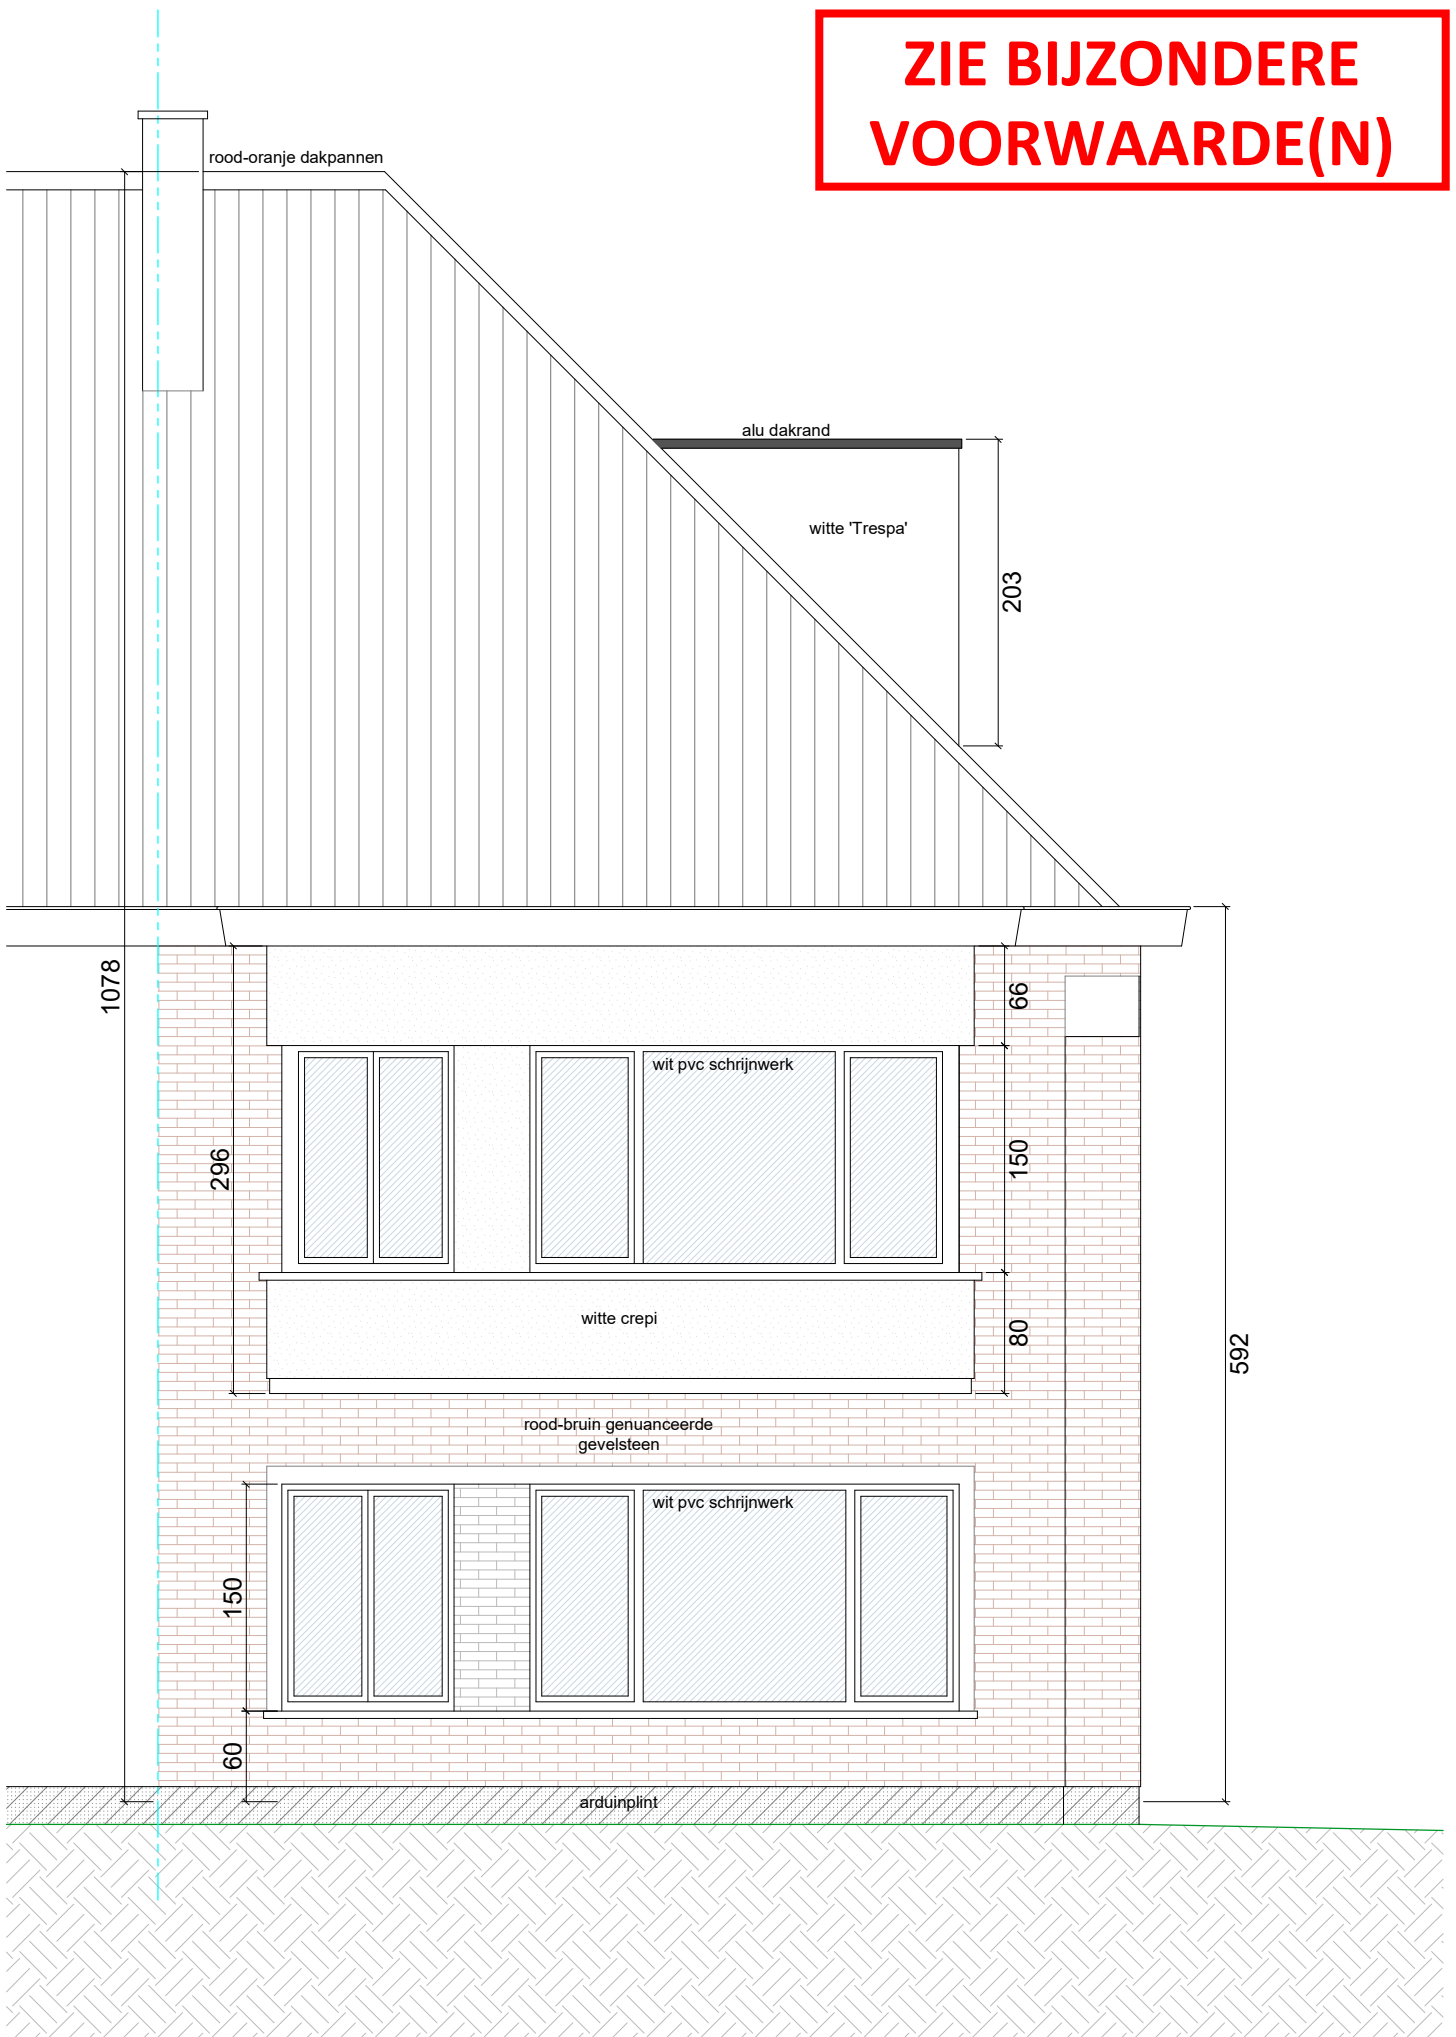 ZIE BIJZONDERE
VOORWAARDE(N)
rood-oranje dakpannen
alu dakrand
witte 'Trespa'
203
1078
66
wit pvc schrijnwerk
296
150
witte crepi
80
592
rood-bruin genuanceerde
gevelsteen
wit pvc schrijnwerk
150
60
arduinplint